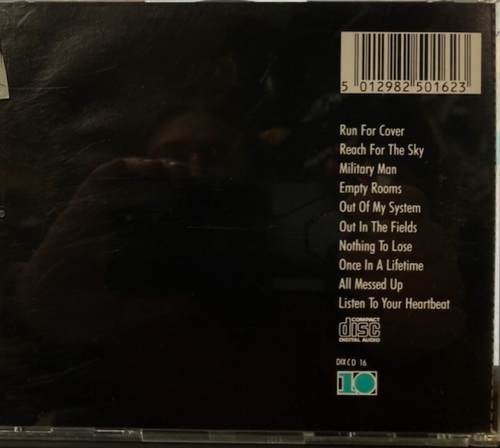 5 012982 501623
Run For Cover
Reach For The Sky
Military Man
Empty Rooms
Out Of My System
Out In The Fields
Nothing To Lose
Once In A Lifetime
All Messed Up
Listen To Your Heartbeat
COMPACT
disc
DIGITAL AUDIO
DIXCD 16
10